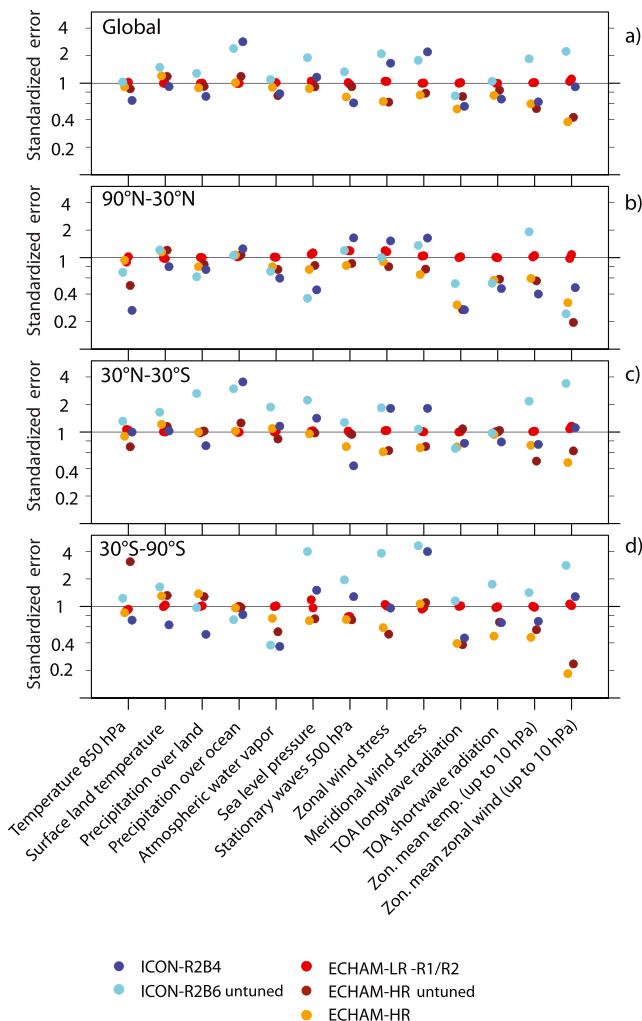 Global
a)
4
2
1
0.4
0.2
Standardized error
90°N-30°N
b)
4
2
1
0.4
0.2
Standardized error
30°N-30°S
c)
4
2
1
0.4
0.2
Standardized error
30°S-90°S
d)
4
2
1
0.4
0.2
Standardized error
Temperature 850 hPa
Surface land temperature
Precipitation over land
Precipitation over ocean
Atmospheric water vapor
Sea level pressure
Stationary waves 500 hPa
Zonal wind stress
Meridional wind stress
TOA longwave radiation
TOA shortwave radiation
Zon. mean temp. (up to 10 hPa)
Zon. mean zonal wind (up to 10 hPa)
ICON-R2B4
ICON-R2B6 untuned
ECHAM-LR -R1/R2
ECHAM-HR untuned
ECHAM-HR